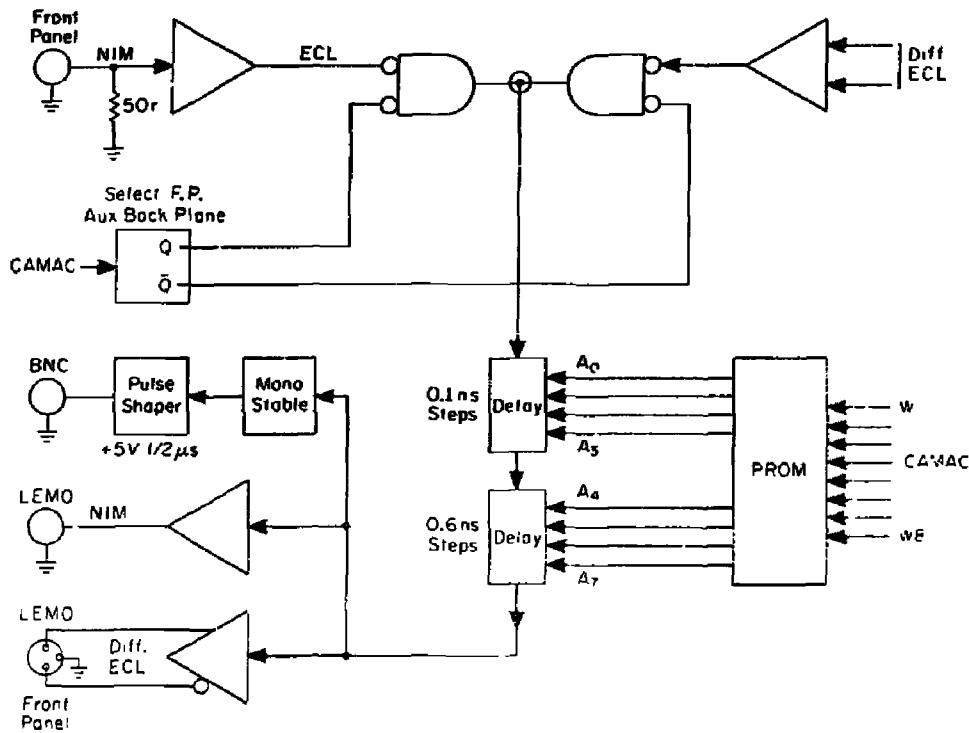 Front
Panel
NIM
ECL
Diff
ECL
50r
Select F.P.
Aux Back Plane
Q
CAMAC
Q̄
BNC
Pulse
Shaper
Mono
Stable
+5V 1/2μs
0.1ns
Steps
Delay
A0
A3
PROM
W
CAMAC
W8
LEMO
NIM
0.6ns
Steps
Delay
A4
A7
LEMO
Diff.
ECL
Front
Panel